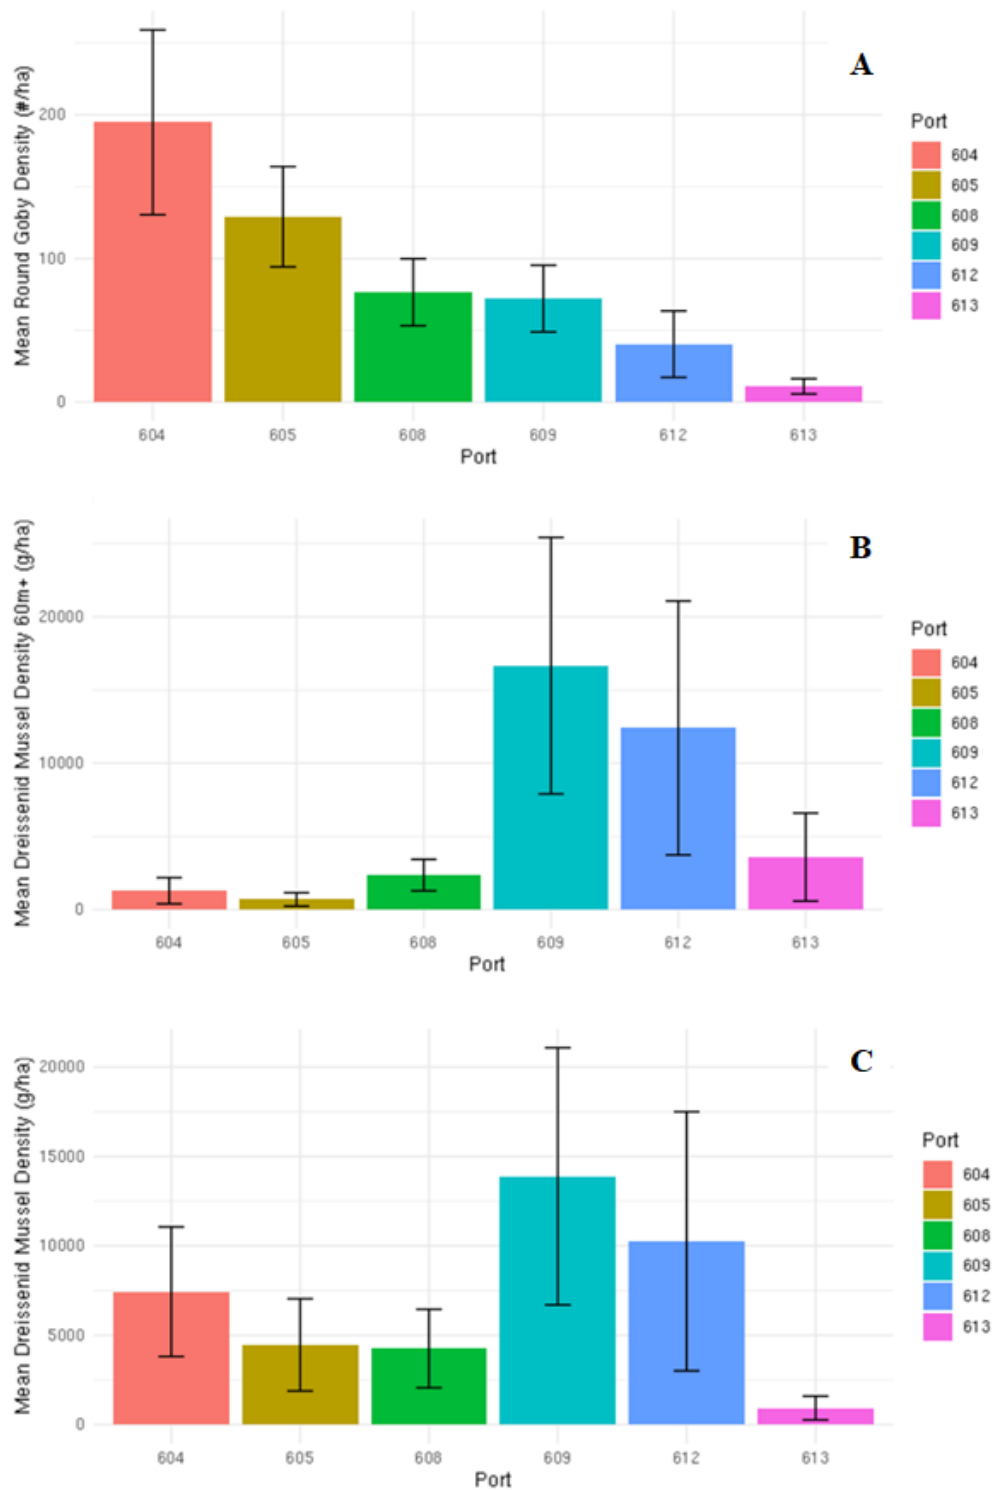 A
Mean Round Goby Density (#/ha)
200
100
0
604 605 608 609 612 613
Port
Port
604
605
608
609
612
613
B
Mean Dreissenid Mussel Density 60m+ (g/ha)
20000
10000
0
604 605 608 609 612 613
Port
Port
604
605
608
609
612
613
C
Mean Dreissenid Mussel Density (g/ha)
20000
15000
10000
5000
0
604 605 608 609 612 613
Port
Port
604
605
608
609
612
613